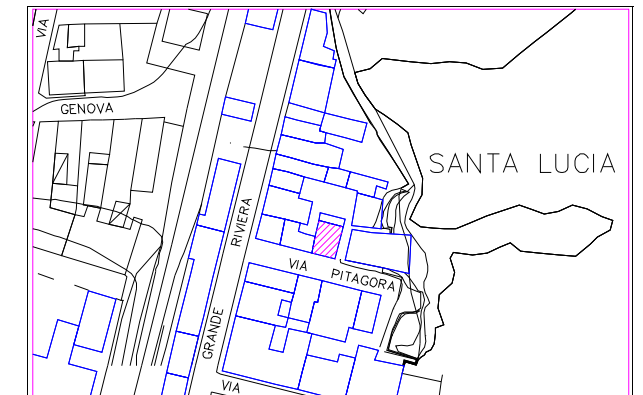 VIA
GENOVA
SANTA LUCIA
GRANDE RIVIERA
VIA PITAGORA
VIA